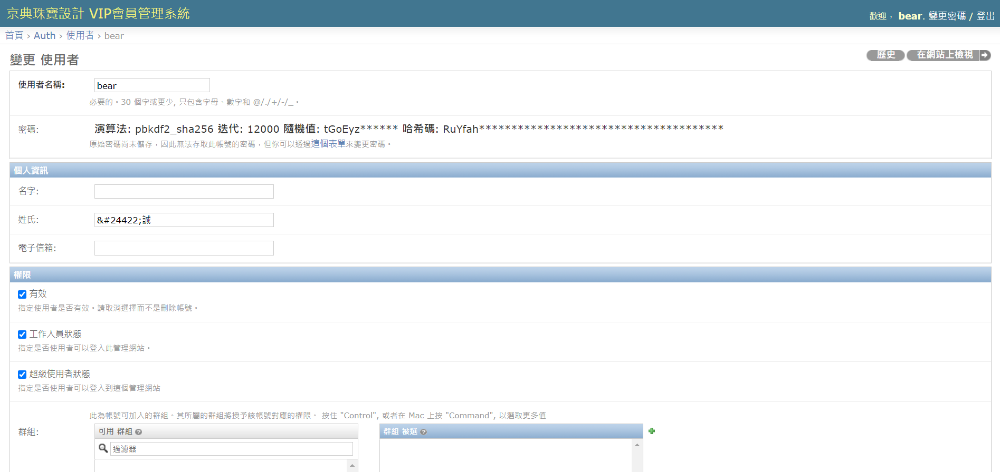 京典珠寶設計 VIP會員管理系統
歡迎， bear. 變更密碼 / 登出
首頁 › Auth › 使用者 › bear
變更 使用者
歷史
在網站上檢視
使用者名稱:
bear
必要的。30 個字或更少, 只包含字母、數字和 @/./+/-/_ 。
密碼:
演算法: pbkdf2_sha256 迭代: 12000 隨機值: tGoEyz****** 哈希碼: RuYfah**************************************
原始密碼尚未儲存，因此無法存取此帳號的密碼，但你可以透過這個表單來變更密碼。
個人資訊
名字:
姓氏:
&#24422;誠
電子信箱:
權限
有效
指定使用者是否有效。請取消選擇而不是刪除帳號。
工作人員狀態
指定是否使用者可以登入此管理網站。
超級使用者狀態
指定是否使用者可以登入到這個管理網站
此為帳號可加入的群組。其所屬的群組將授予該帳號對應的權限。 按住 "Control", 或者在 Mac 上按 "Command", 以選取更多值
群組:
可用 群組
群組 被選
過濾器